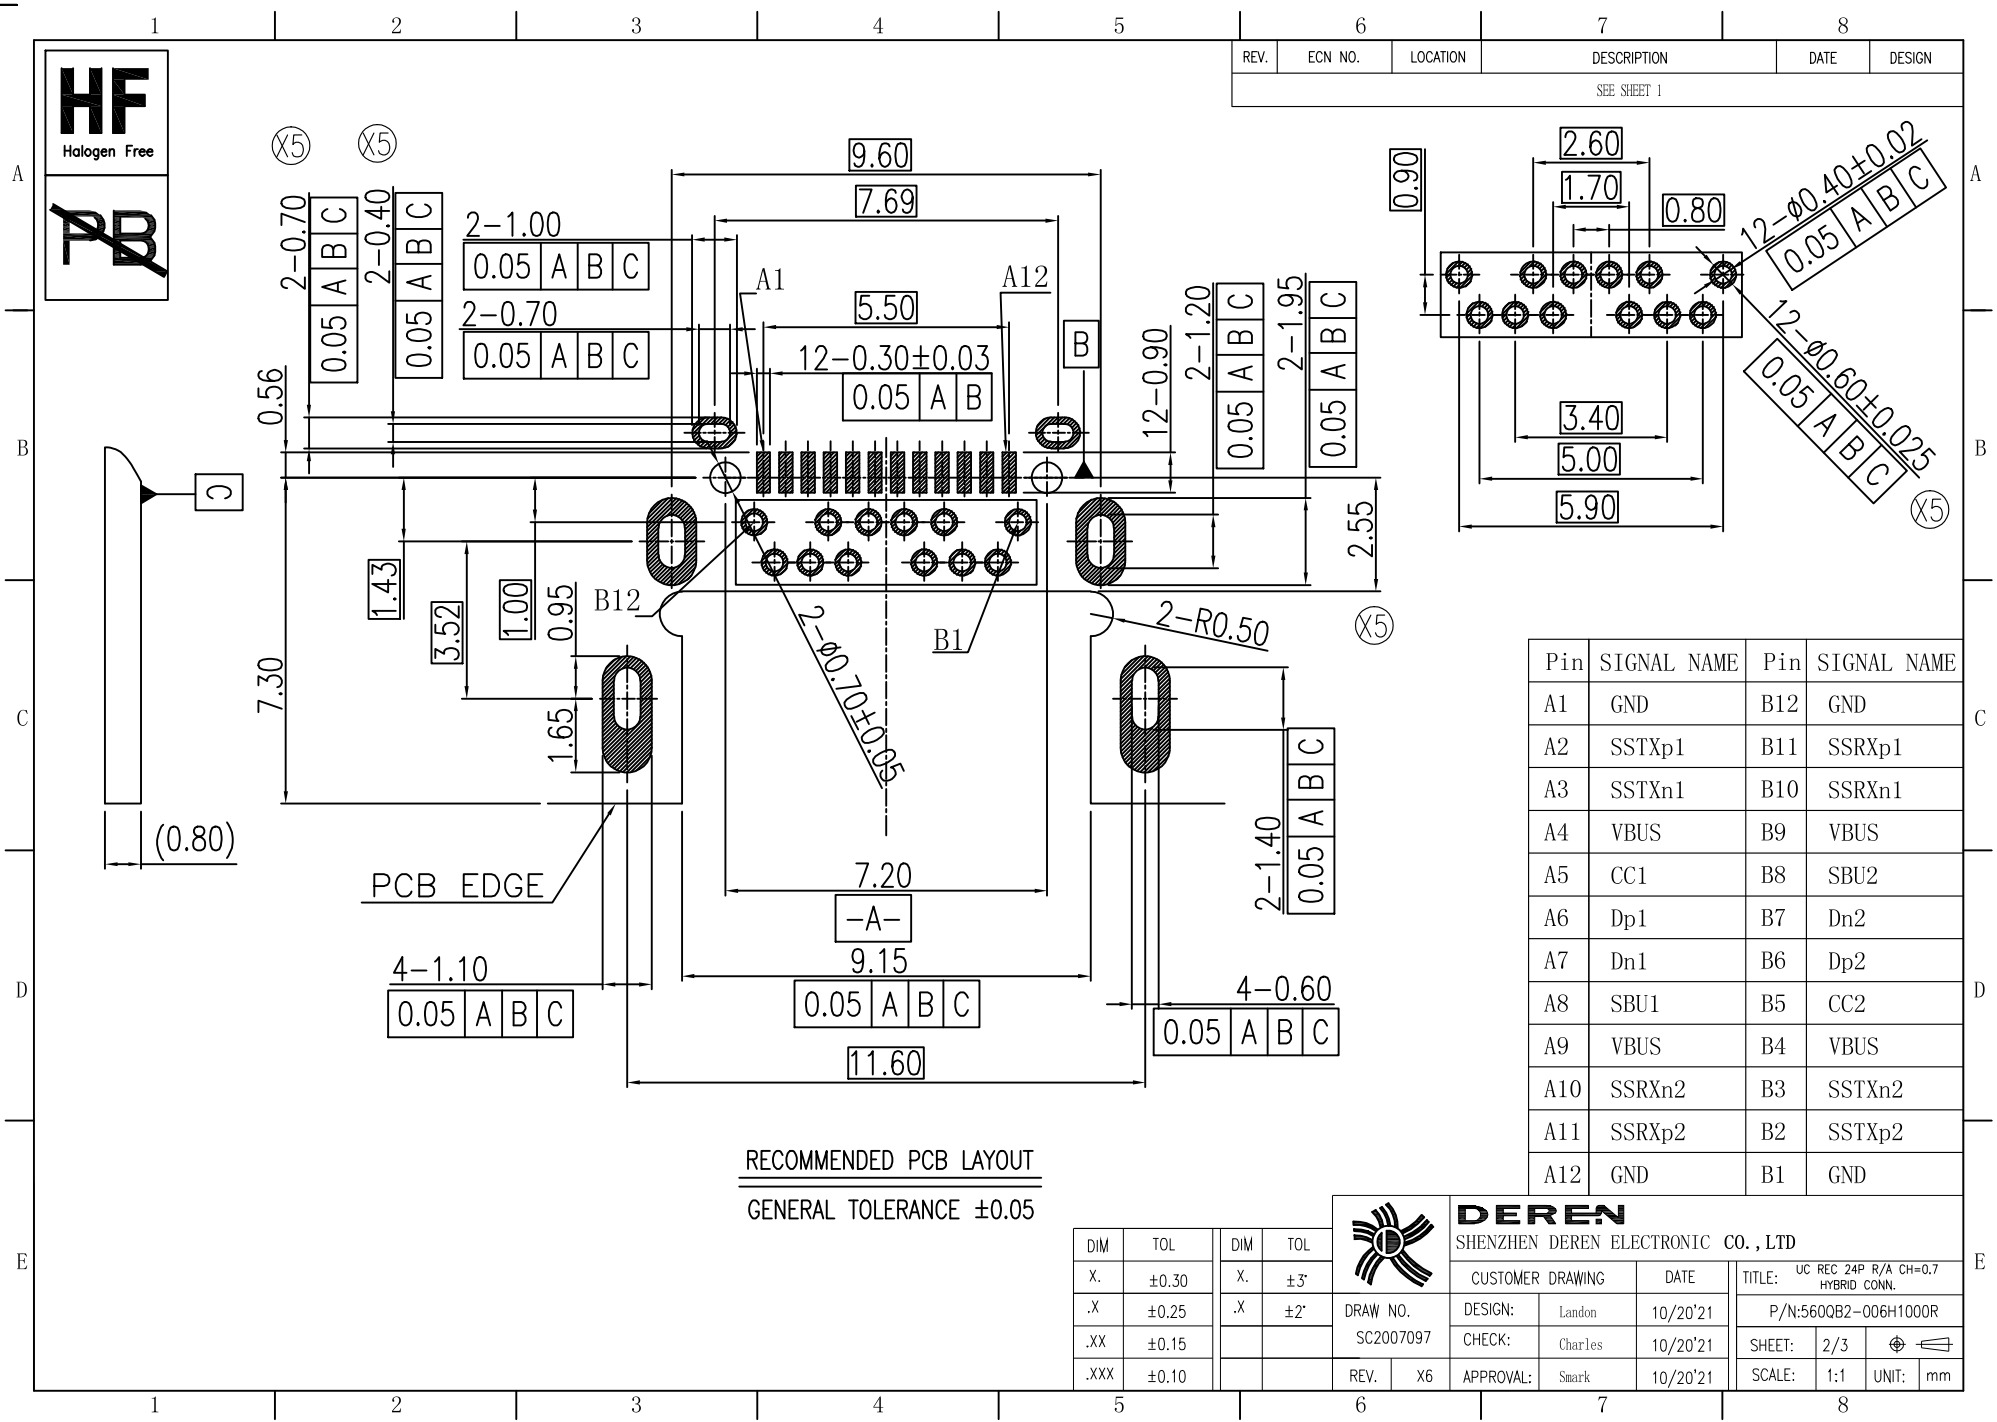 1 2 3 4 5 6 7 8
A
B
C
D
E
HF
Halogen Free
PB
REV. ECN NO. LOCATION DESCRIPTION DATE DESIGN
SEE SHEET 1
X5
X5
2-0.70
0.05 A B C
2-0.40
0.05 A B C
2-1.00
0.05 A B C
2-0.70
0.05 A B C
9.60
7.69
A1
A12
5.50
12-0.30±0.03
0.05 A B
B
12-0.90
2-1.20
0.05 A B C
2-1.95
0.05 A B C
0.56
C
(0.80)
7.30
1.43
3.52
1.00
0.95
1.65
B12
B1
2-ø0.70±0.05
2.55
2-R0.50
X5
2-1.40
0.05 A B C
PCB EDGE
7.20
-A-
9.15
0.05 A B C
4-1.10
0.05 A B C
4-0.60
0.05 A B C
11.60
RECOMMENDED PCB LAYOUT
GENERAL TOLERANCE ±0.05
0.90
2.60
1.70
0.80
12-ø0.40±0.02
0.05 A B C
12-ø0.60±0.025
0.05 A B C
X5
3.40
5.00
5.90
A
B
C
D
E
Pin SIGNAL NAME Pin SIGNAL NAME
A1 GND B12 GND
A2 SSTXp1 B11 SSRXp1
A3 SSTXn1 B10 SSRXn1
A4 VBUS B9 VBUS
A5 CC1 B8 SBU2
A6 Dp1 B7 Dn2
A7 Dn1 B6 Dp2
A8 SBU1 B5 CC2
A9 VBUS B4 VBUS
A10 SSRXn2 B3 SSTXn2
A11 SSRXp2 B2 SSTXp2
A12 GND B1 GND
DIM TOL DIM TOL
X. ±0.30 X. ±3°
.X ±0.25 .X ±2°
.XX ±0.15
.XXX ±0.10
DEREN
SHENZHEN DEREN ELECTRONIC CO.,LTD
CUSTOMER DRAWING DATE
TITLE: UC REC 24P R/A CH=0.7
HYBRID CONN.
DRAW NO.
SC2007097
DESIGN: Landon 10/20'21
P/N:560QB2-006H1000R
CHECK: Charles 10/20'21
SHEET: 2/3
REV. X6
APPROVAL: Smark 10/20'21
SCALE: 1:1 UNIT: mm
1 2 3 4 5 6 7 8